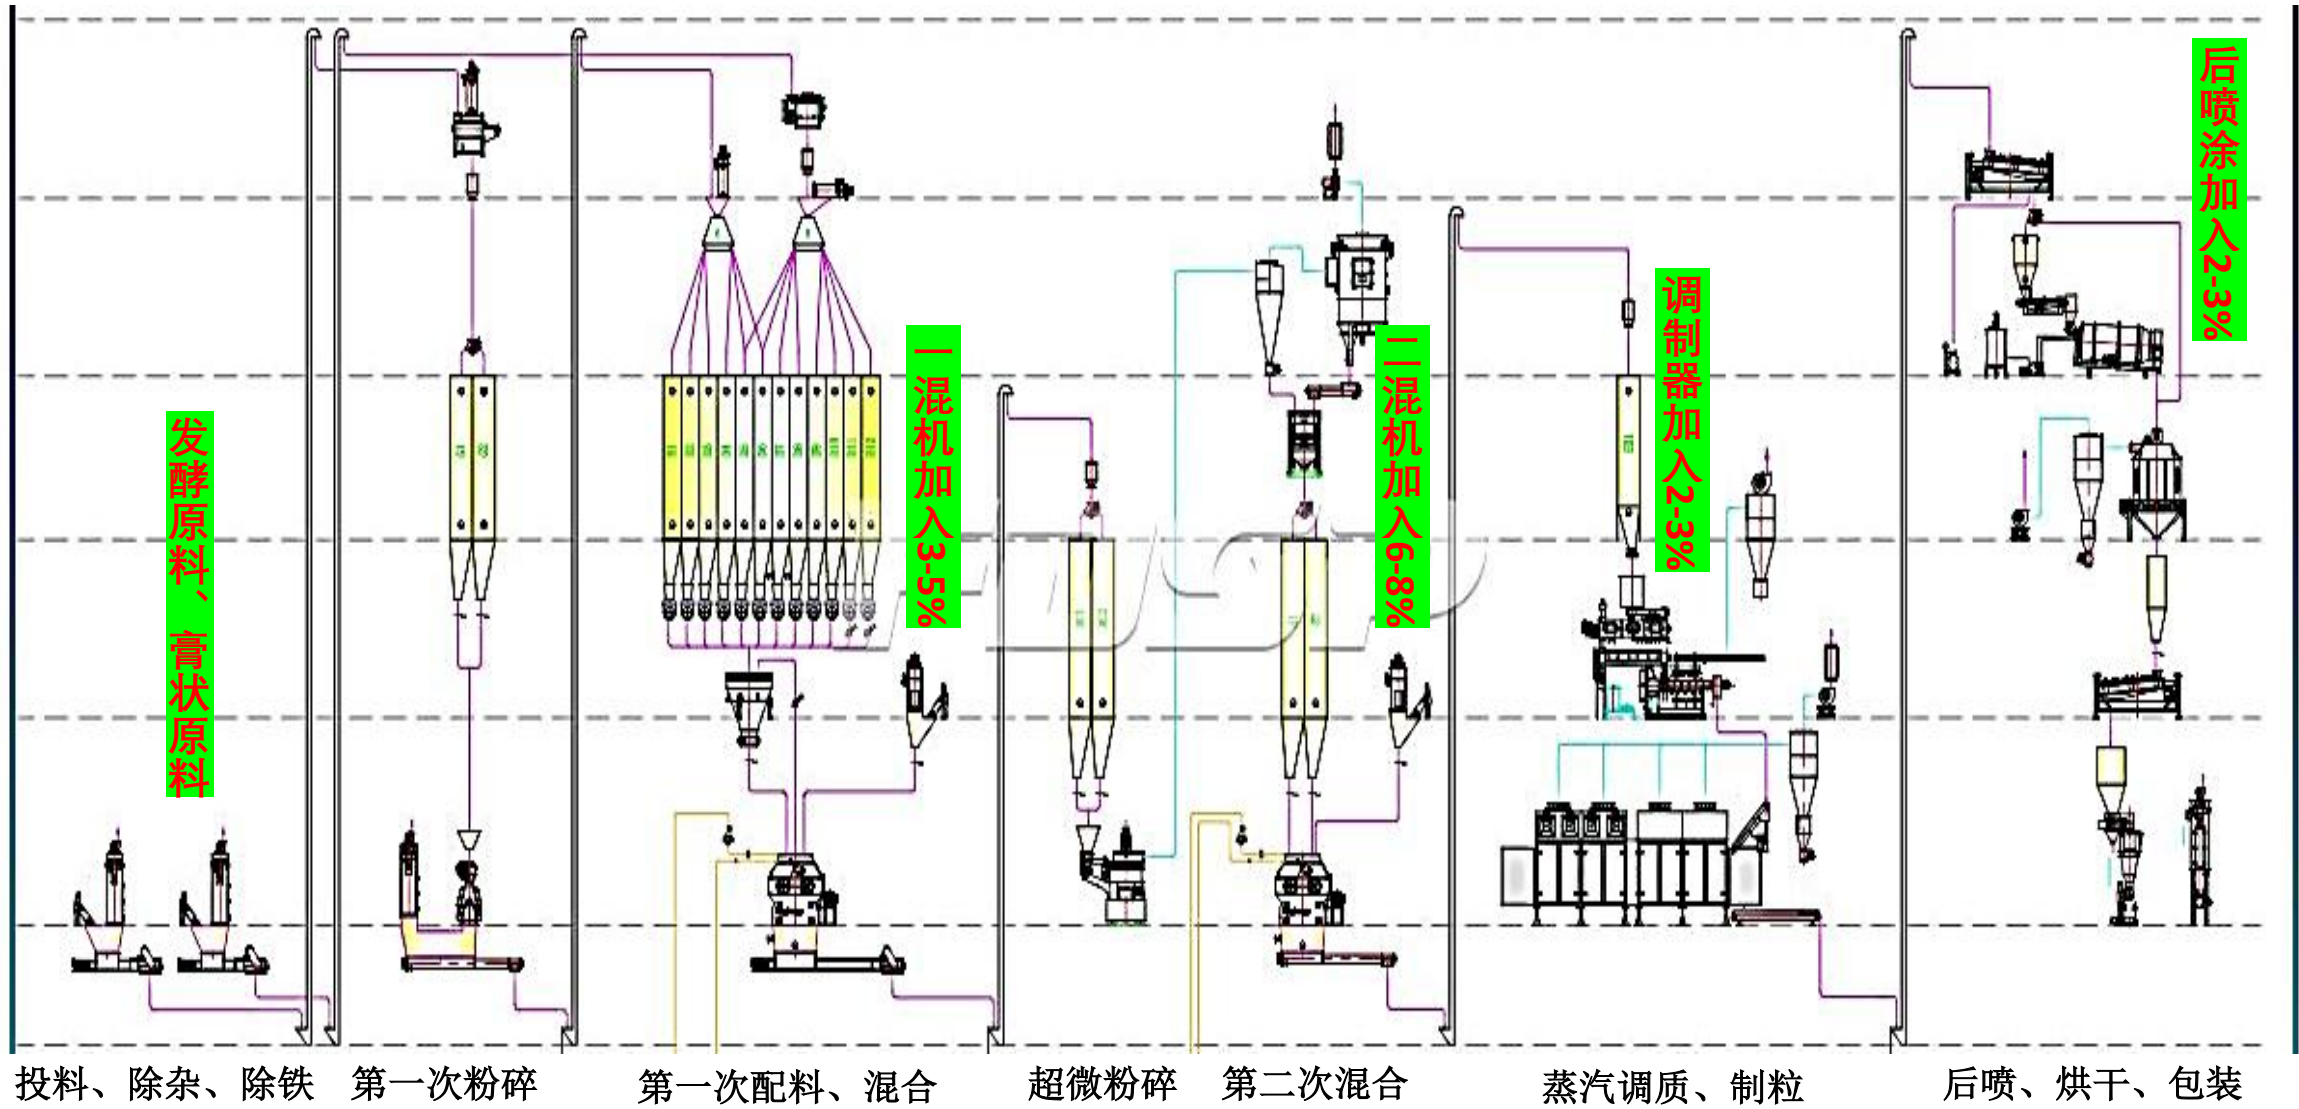 发酵原料、膏状原料
一混机加入3-5%
二混机加入6-8%
调制器加入2-3%
后喷涂加入2-3%
投料、除杂、除铁
第一次粉碎
第一次配料、混合
超微粉碎
第二次混合
蒸汽调质、制粒
后喷、烘干、包装